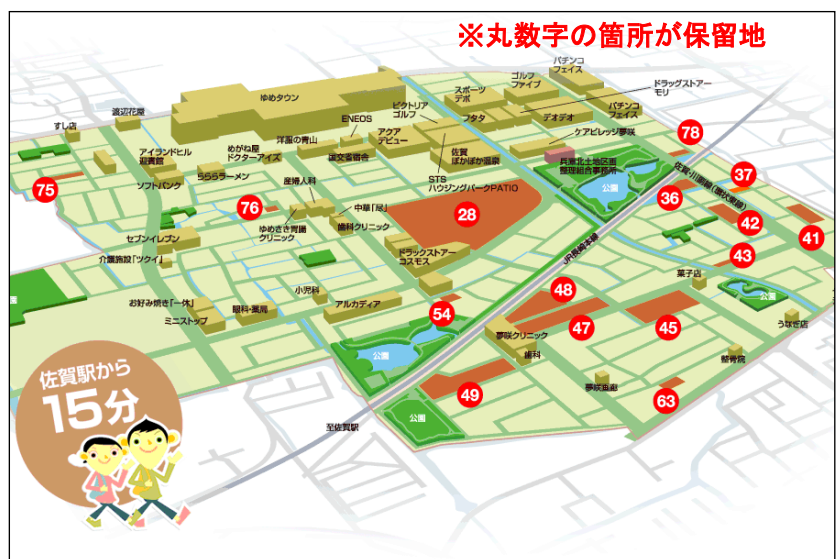 ※丸数字の箇所が保留地
パチンコ
フェイス
ゴルフ
ファイブ
ドラッグストアー
モリ
スポーツ
デポ
ゆめタウン
ビクトリア
ゴルフ
フタタ
デオデオ
パチンコ
フェイス
渡辺花屋
すし店
ENEOS
洋服の青山
国交省宿舎
アクア
デビュー
佐賀
ぽかぽか温泉
ケアビレッジ夢咲
アイランドヒル
迎賓館
めがね屋
ドクターアイズ
兵庫北土地区画
整理組合事務所
78
ソフトバンク
らららラーメン
STS
ハウジングパークPATIO
公園
佐賀・川副線(環状東線)
37
75
産婦人科
76
ゆめさき胃腸
クリニック
中華「尽」
歯科クリニック
28
36
42
41
セブンイレブン
ドラッグストアー
コスモス
JR長崎本線
43
介護施設「ツクイ」
菓子店
公園
小児科
お好み焼き「一休」
ミニストップ
眼科・薬局
アルカディア
54
48
47
45
うなぎ店
公園
夢咲クリニック
歯科
整骨院
佐賀駅から
15分
49
63
公園
至佐賀駅